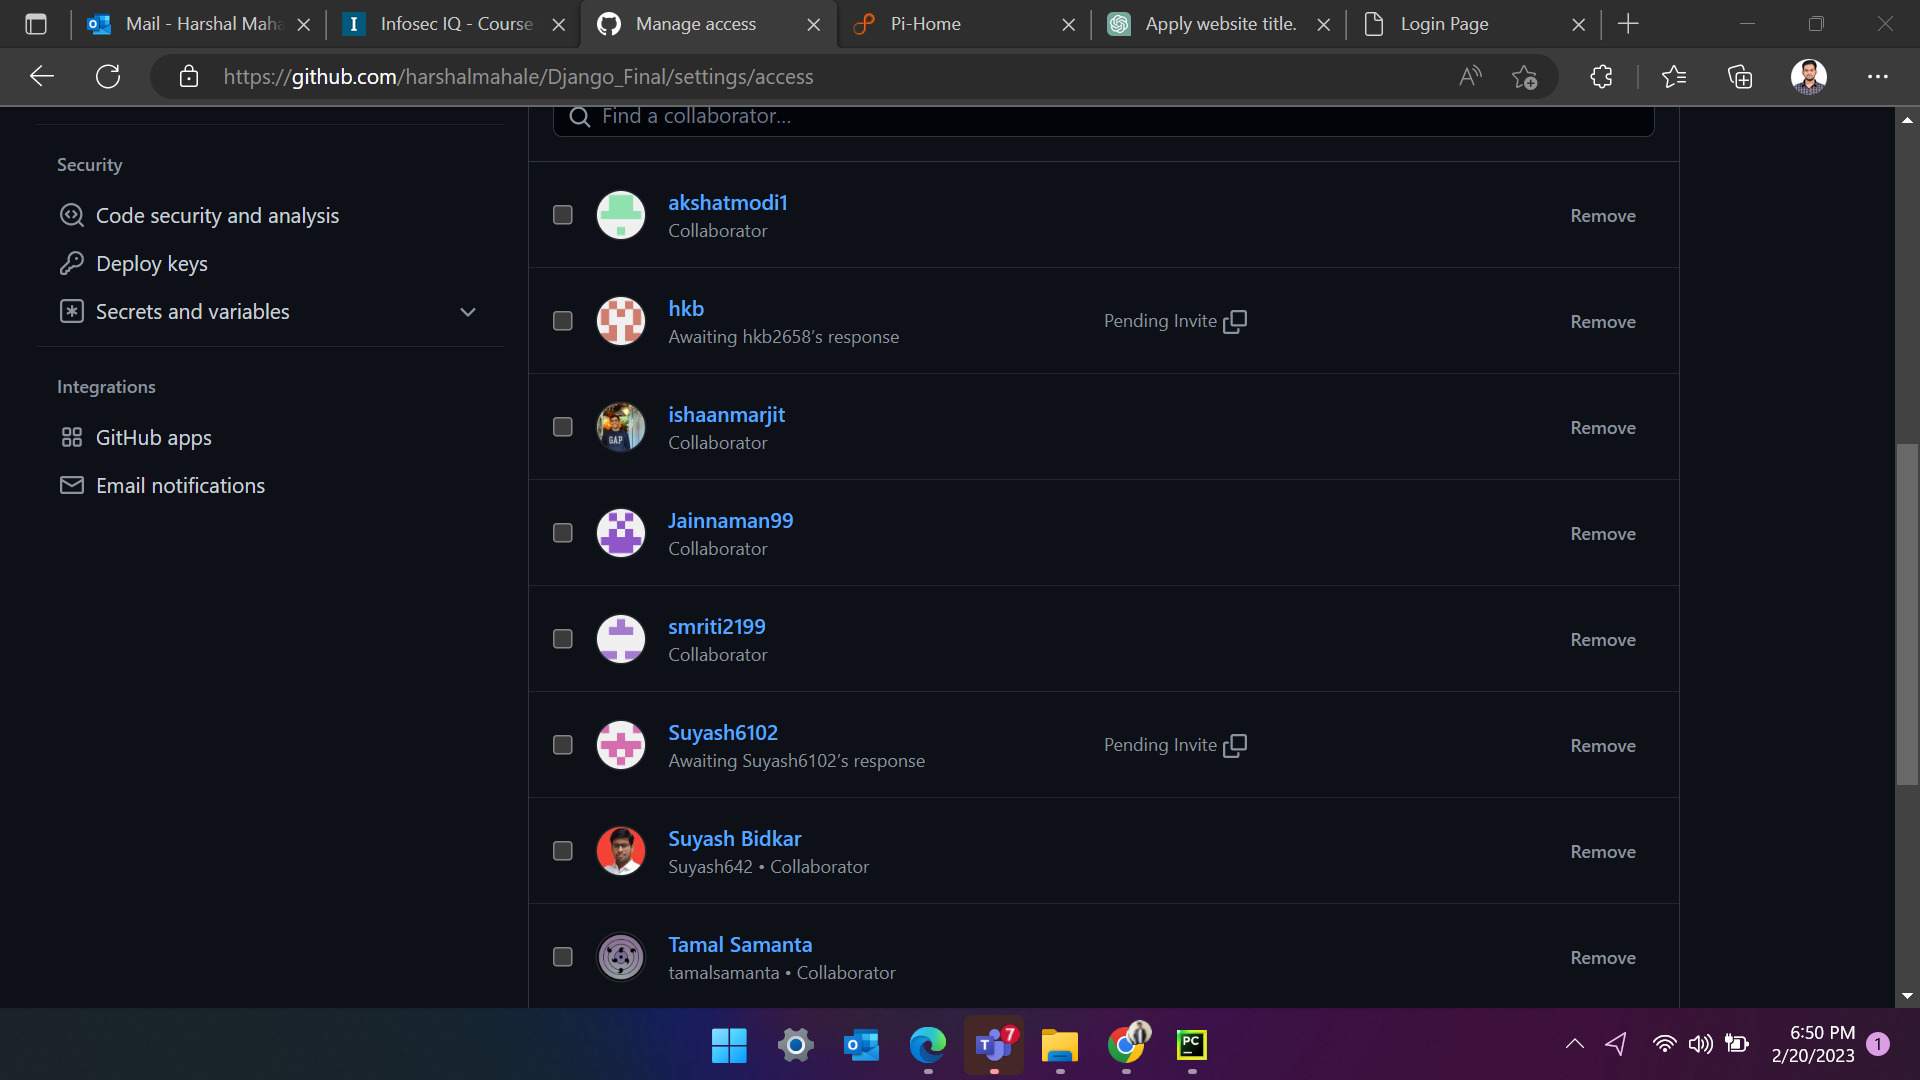 Mail - Harshal Maha
Infosec IQ - Course
Manage access
Pi-Home
Apply website title.
Login Page
https://github.com/harshalmahale/Django_Final/settings/access
Find a collaborator...
Security
Code security and analysis
Deploy keys
Secrets and variables
Integrations
GitHub apps
Email notifications
akshatmodi1
Collaborator
Remove
hkb
Awaiting hkb2658's response
Pending Invite
Remove
ishaanmarjit
Collaborator
Remove
Jainnaman99
Collaborator
Remove
smriti2199
Collaborator
Remove
Suyash6102
Awaiting Suyash6102's response
Pending Invite
Remove
Suyash Bidkar
Suyash642 • Collaborator
Remove
Tamal Samanta
tamalsamanta • Collaborator
Remove
GAP
7
PC
6:50 PM
2/20/2023
1